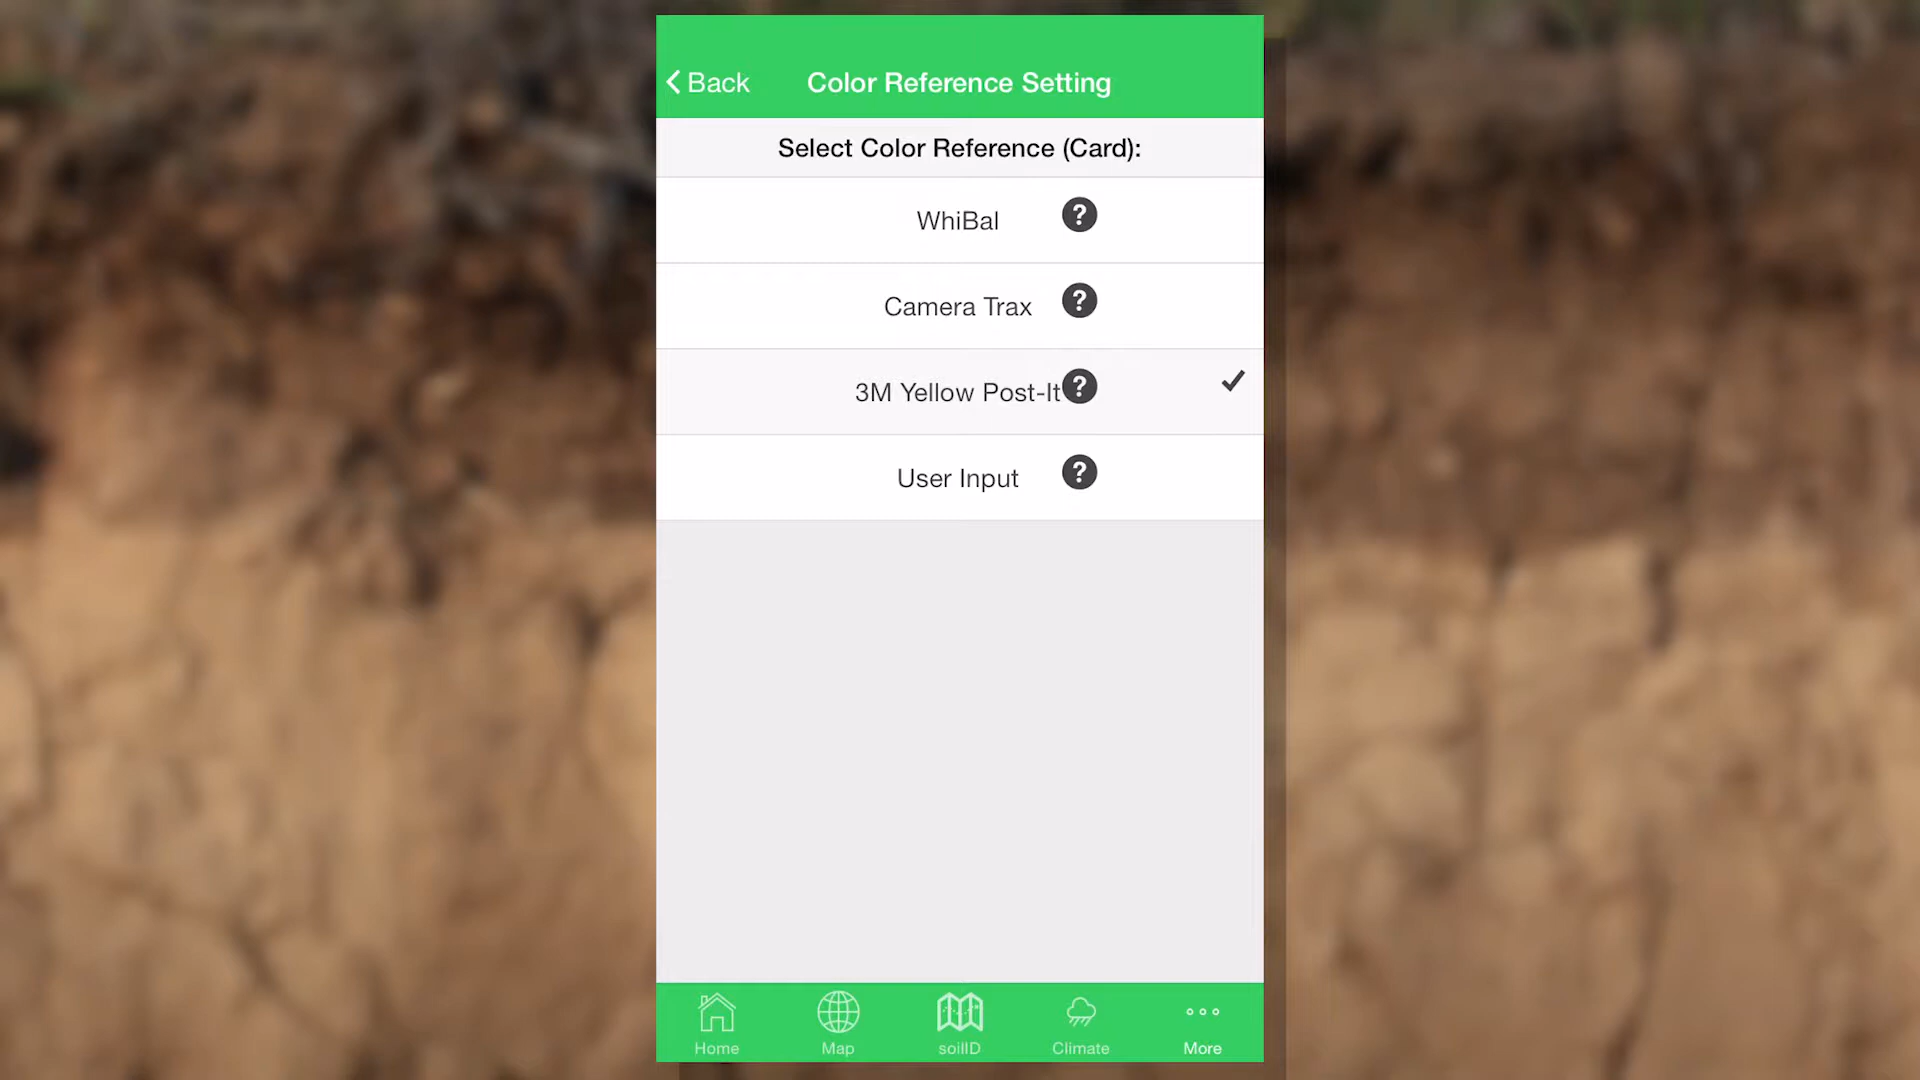 Back
Color Reference Setting
Select Color Reference (Card):
WhiBal
?
Camera Trax
?
3M Yellow Post-It
?
User Input
?
Home
Map
soilID
Climate
More